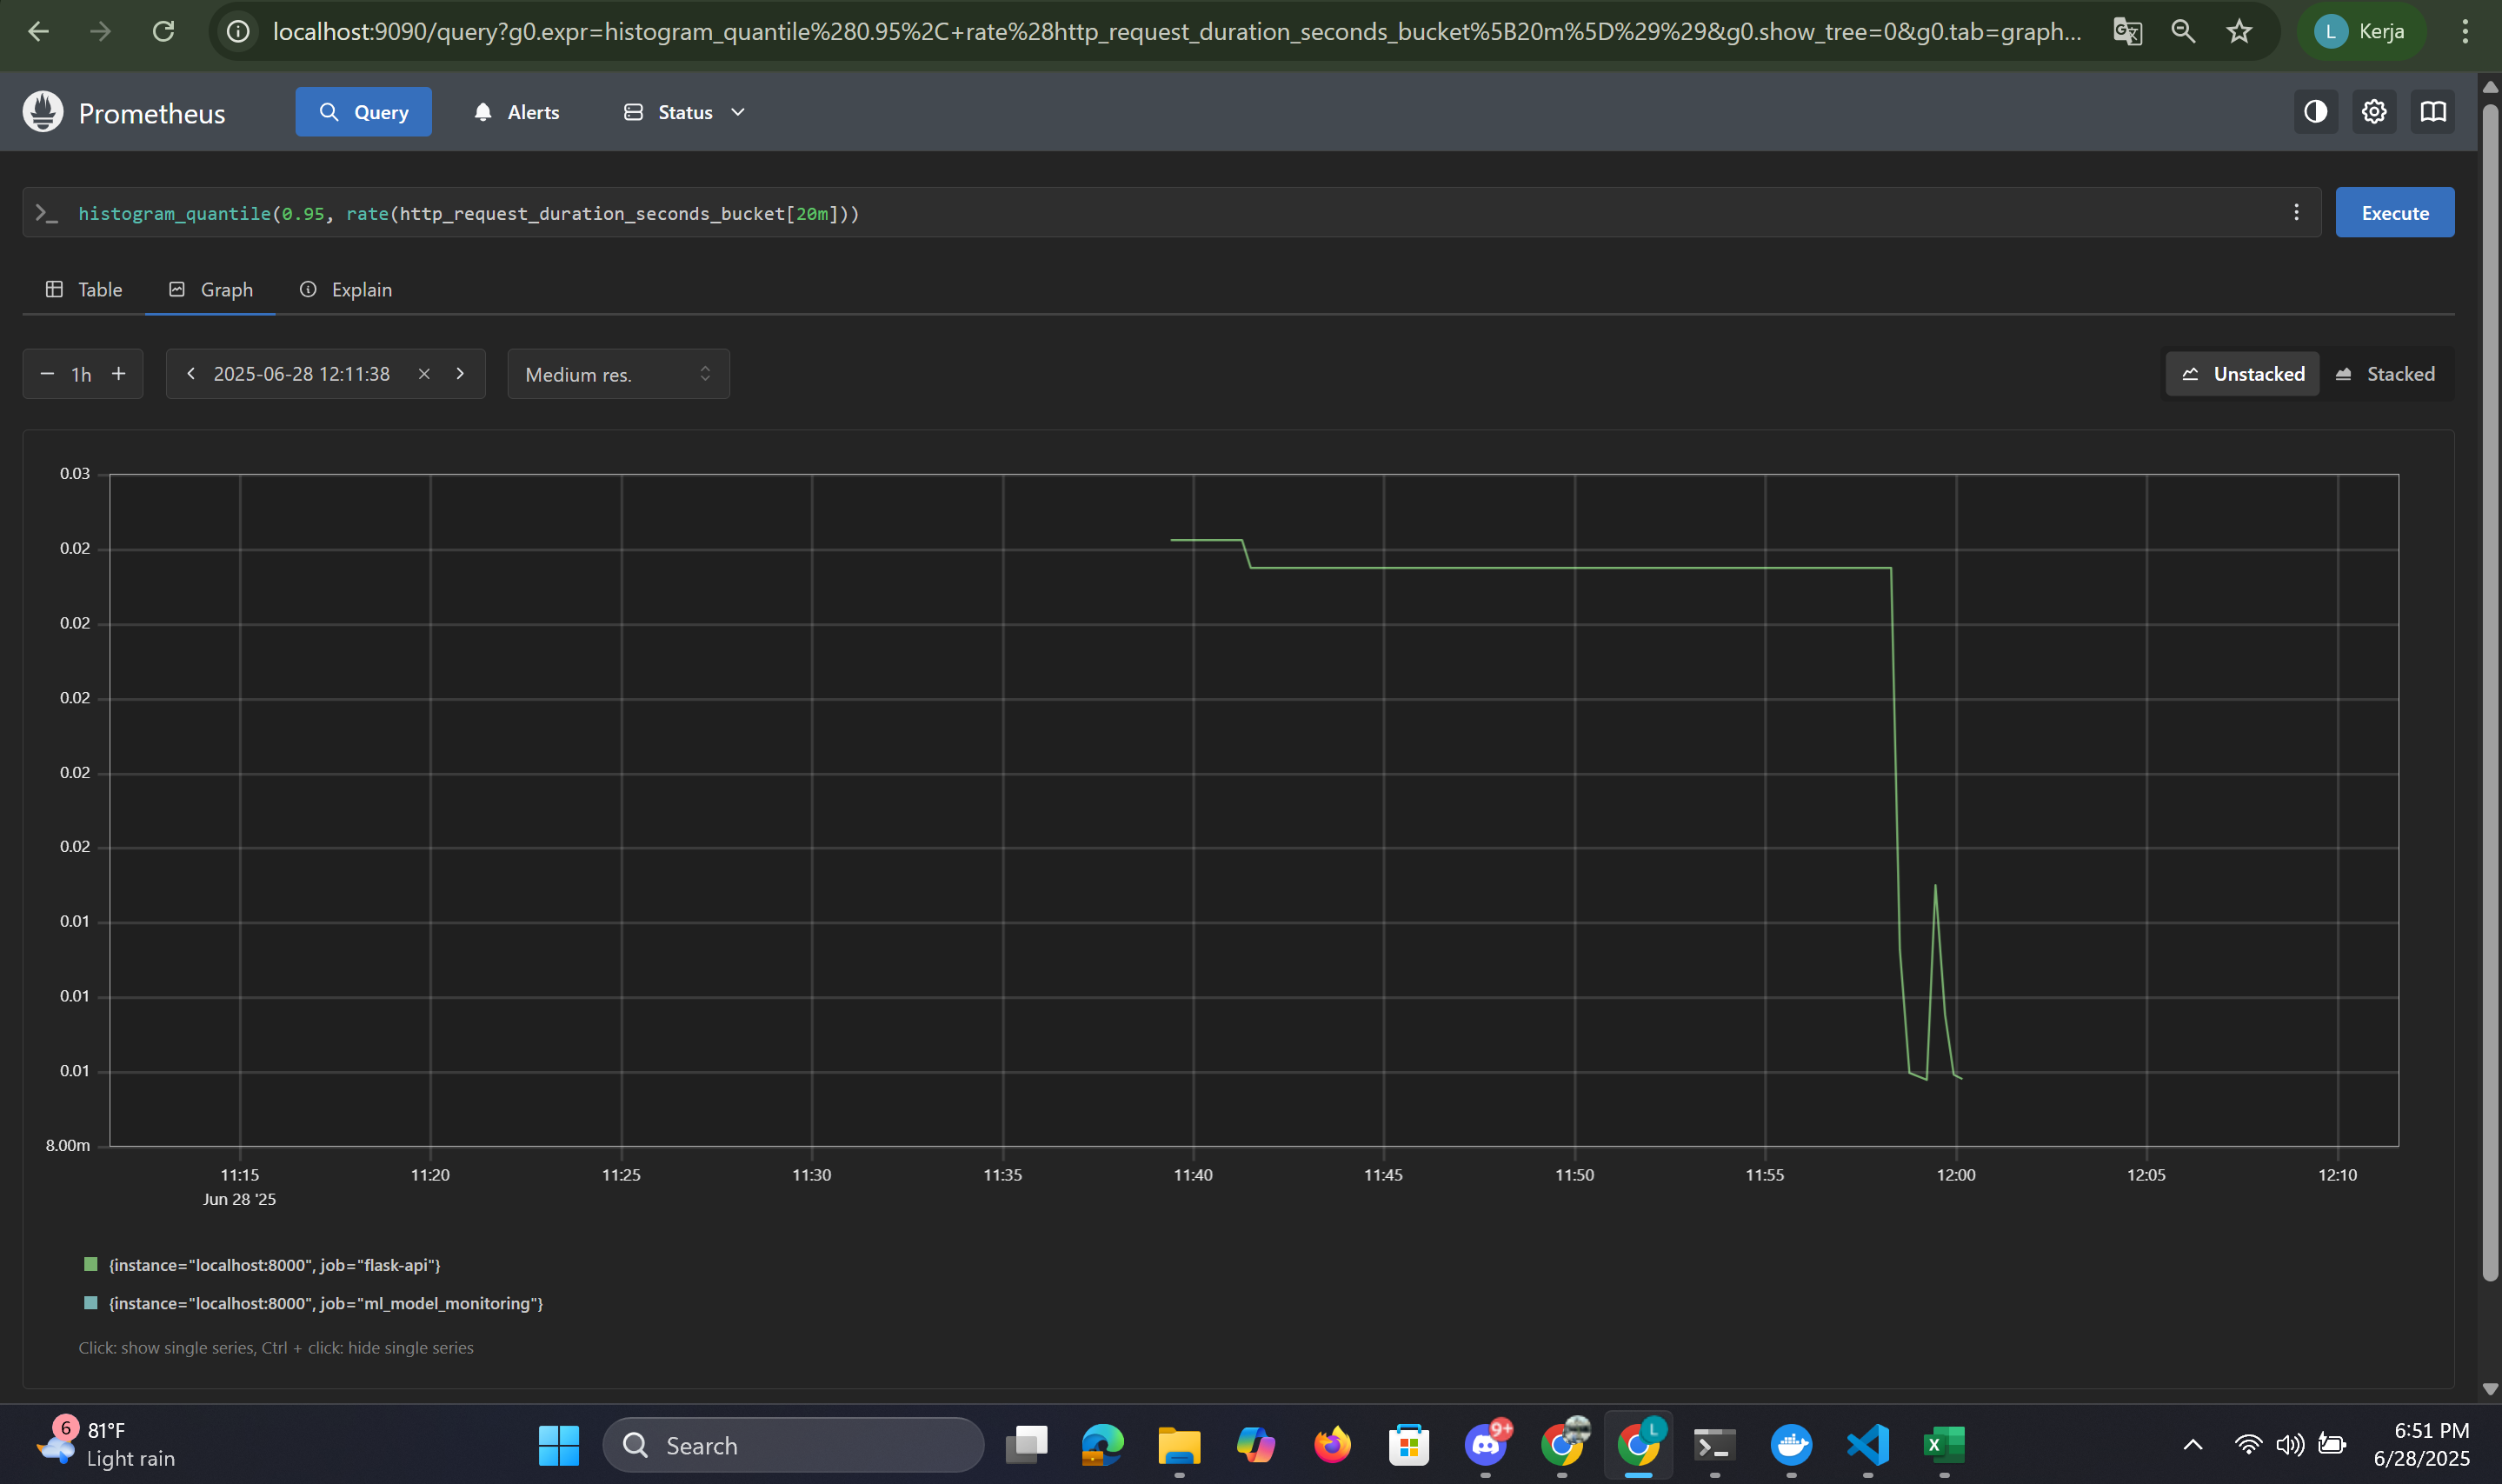 localhost:9090/query?g0.expr=histogram_quantile%280.95%2C+rate%28http_request_duration_seconds_bucket%5B20m%5D%29%29&g0.show_tree=0&g0.tab=graph...
L Kerja
Prometheus
Query
Alerts
Status
histogram_quantile(0.95, rate(http_request_duration_seconds_bucket[20m]))
Execute
Table
Graph
Explain
1h
2025-06-28 12:11:38
Medium res.
Unstacked
Stacked
0.03
0.02
0.02
0.02
0.02
0.02
0.01
0.01
0.01
8.00m
11:15
11:20
11:25
11:30
11:35
11:40
11:45
11:50
11:55
12:00
12:05
12:10
Jun 28 '25
{instance="localhost:8000", job="flask-api"}
{instance="localhost:8000", job="ml_model_monitoring"}
Click: show single series, Ctrl + click: hide single series
6
81°F
Light rain
Search
9+
L
6:51 PM
6/28/2025